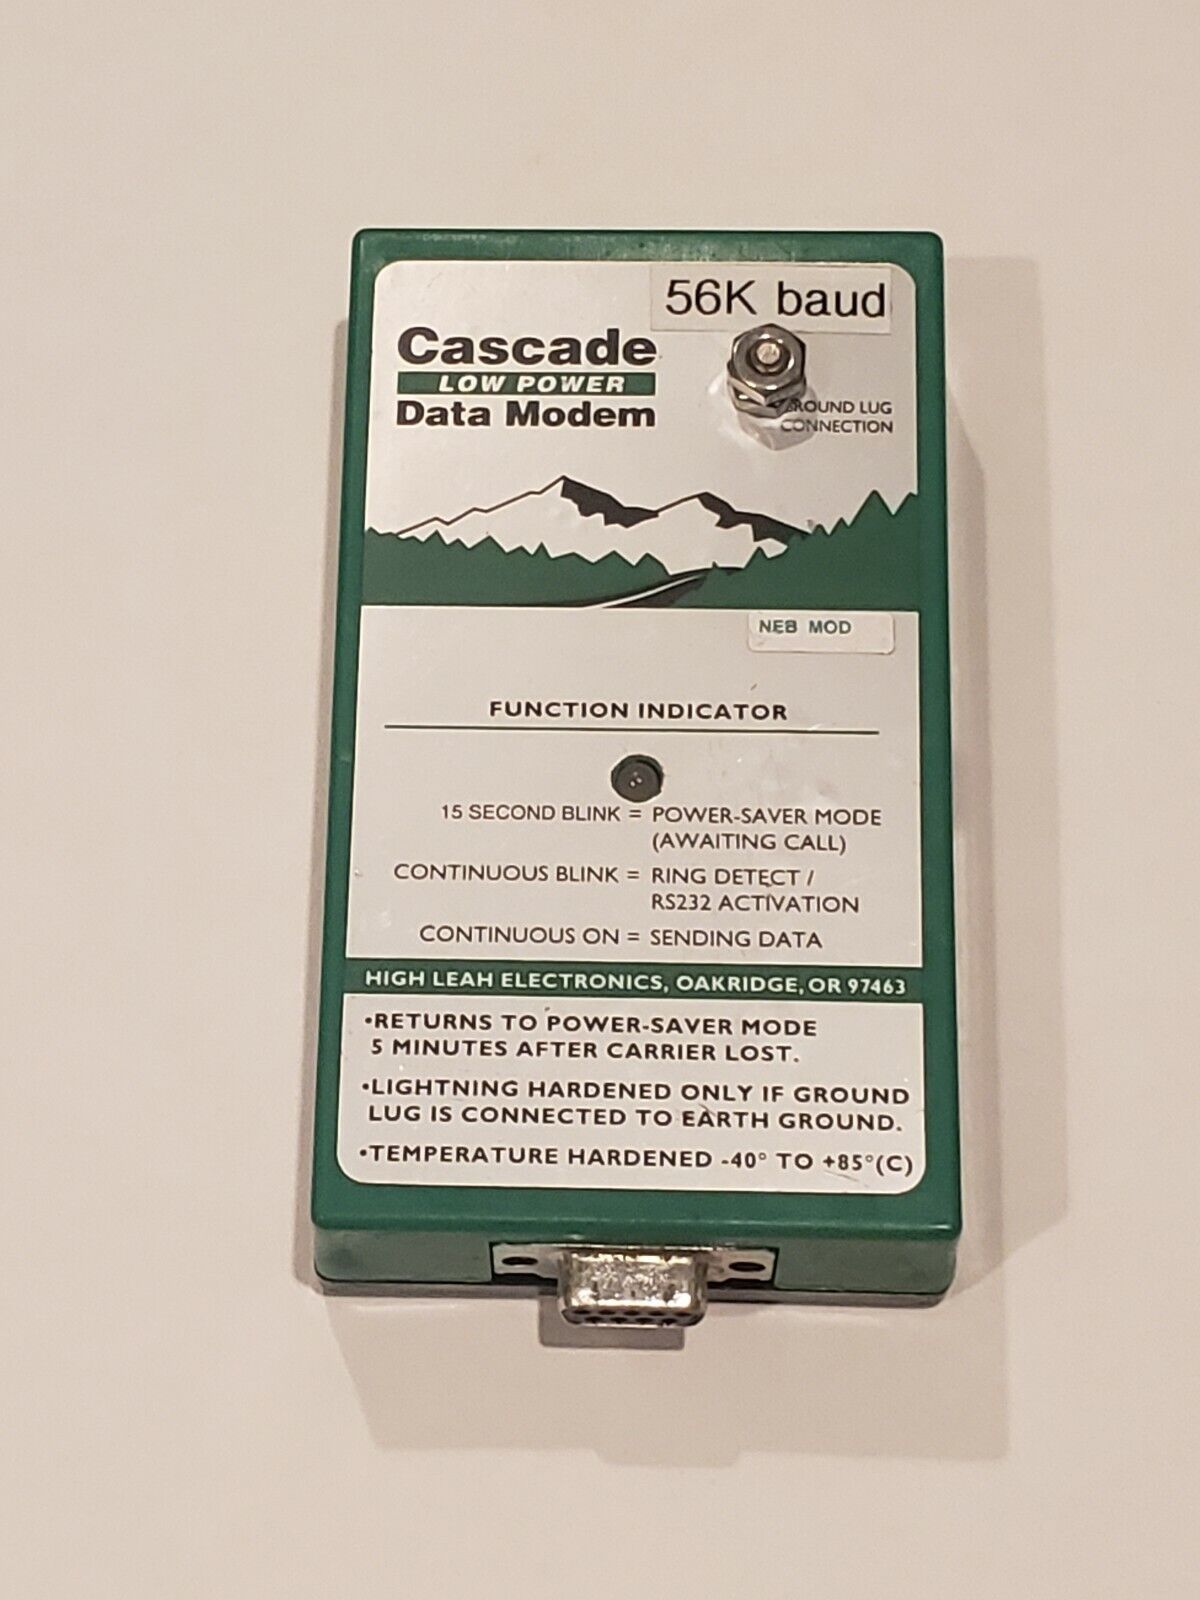 56K baud
Cascade
LOW POWER
Data Modem
GROUND LUG
CONNECTION
NEB MOD
FUNCTION INDICATOR
15 SECOND BLINK = POWER-SAVER MODE
(AWAITING CALL)
CONTINUOUS BLINK = RING DETECT /
RS232 ACTIVATION
CONTINUOUS ON = SENDING DATA
HIGH LEAH ELECTRONICS, OAKRIDGE, OR 97463
•RETURNS TO POWER-SAVER MODE
5 MINUTES AFTER CARRIER LOST.
•LIGHTNING HARDENED ONLY IF GROUND
LUG IS CONNECTED TO EARTH GROUND.
•TEMPERATURE HARDENED -40° TO +85°(C)